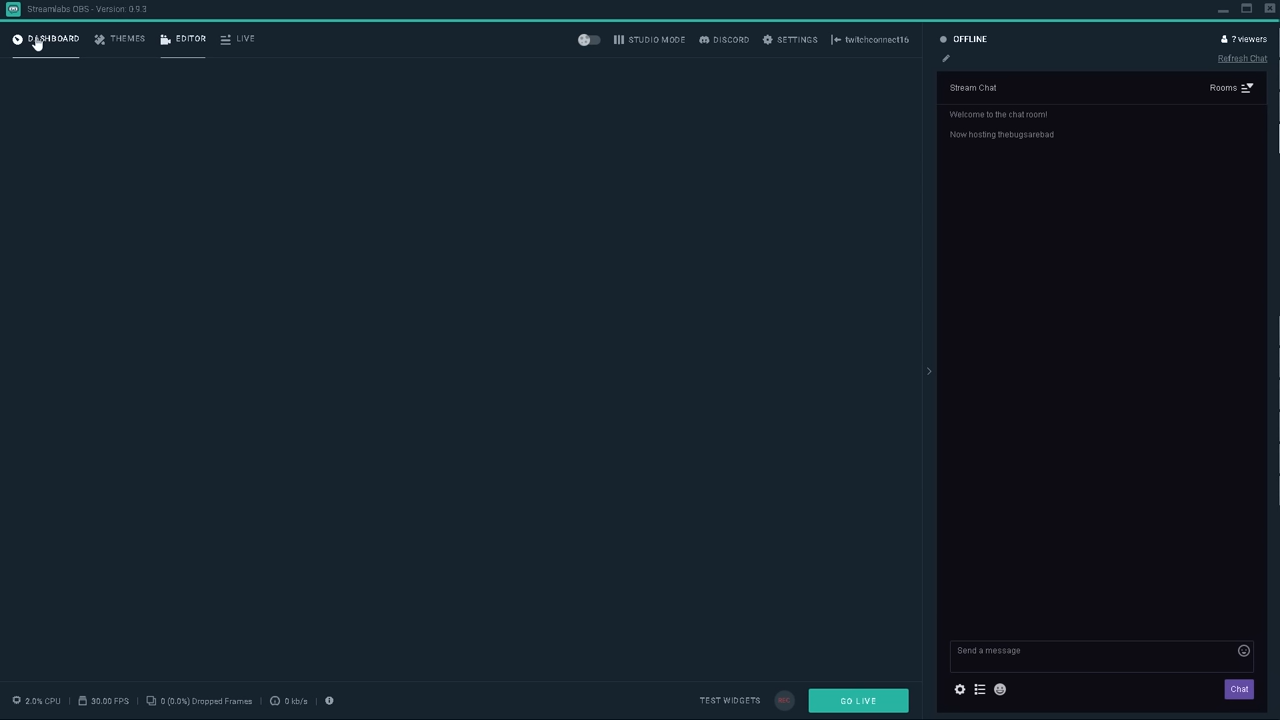 Streamlabs OBS - Version: 0.9.3
DASHBOARD THEMES EDITOR LIVE STUDIO MODE DISCORD SETTINGS twitchconnect16
OFFLINE ? viewers
Refresh Chat
Stream Chat Rooms
Welcome to the chat room!
Now hosting thebugsarebad
Send a message
Chat
2.0% CPU 30.00 FPS 0 (0.0%) Dropped Frames 0 kb/s TEST WIDGETS REC GO LIVE